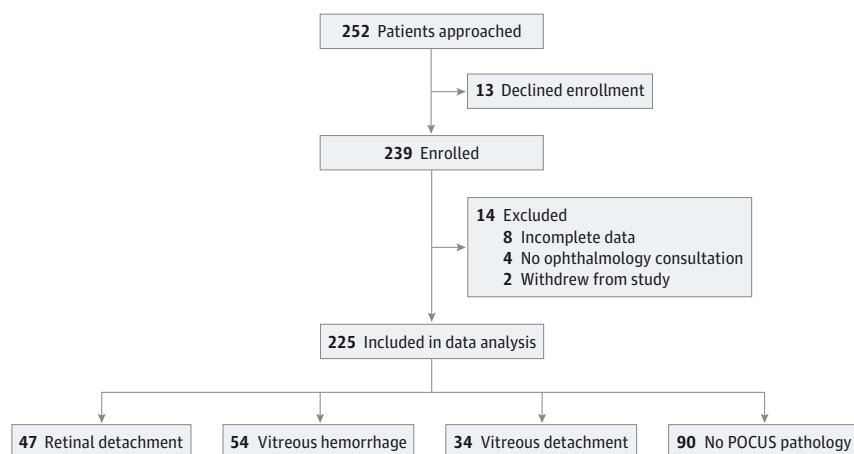 252 Patients approached
13 Declined enrollment
239 Enrolled
14 Excluded
8 Incomplete data
4 No ophthalmology consultation
2 Withdrew from study
225 Included in data analysis
47 Retinal detachment
54 Vitreous hemorrhage
34 Vitreous detachment
90 No POCUS pathology